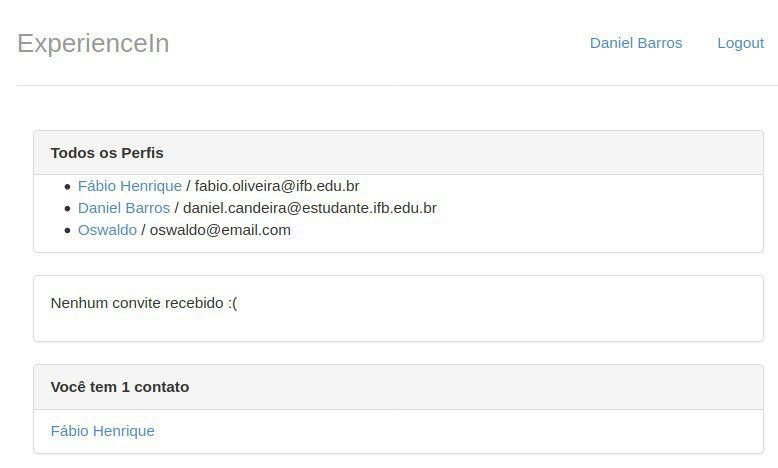 ExperienceIn
Daniel Barros Logout
Todos os Perfis
Fábio Henrique / fabio.oliveira@ifb.edu.br
Daniel Barros / daniel.candeira@estudante.ifb.edu.br
Oswaldo / oswaldo@email.com
Nenhum convite recebido :(
Você tem 1 contato
Fábio Henrique